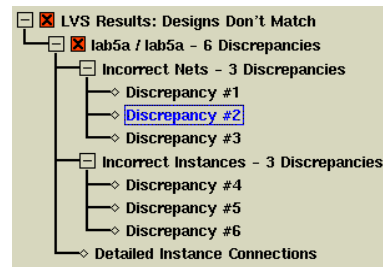 LVS Results: Designs Don't Match
lab5a / lab5a - 6 Discrepancies
Incorrect Nets - 3 Discrepancies
Discrepancy #1
Discrepancy #2
Discrepancy #3
Incorrect Instances - 3 Discrepancies
Discrepancy #4
Discrepancy #5
Discrepancy #6
Detailed Instance Connections